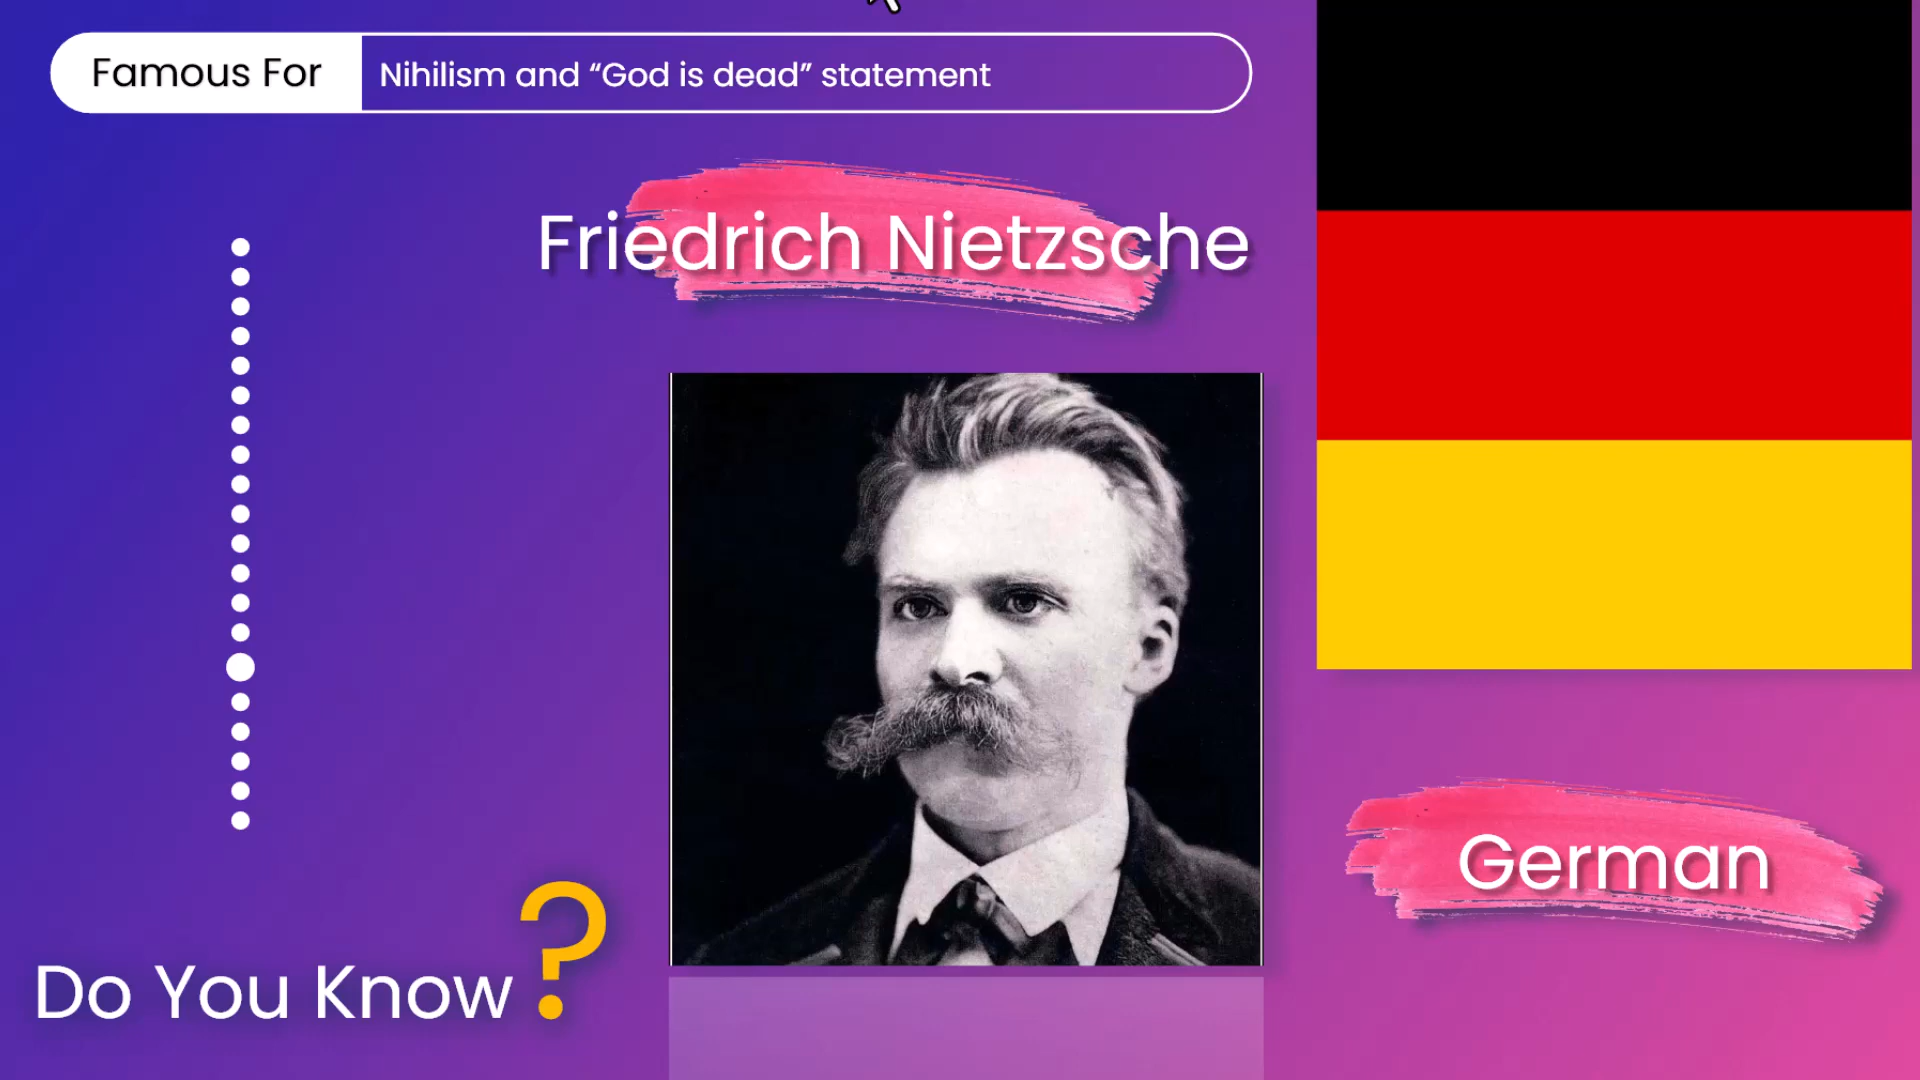 Famous For
Nihilism and “God is dead” statement
Friedrich Nietzsche
German
Do You Know?